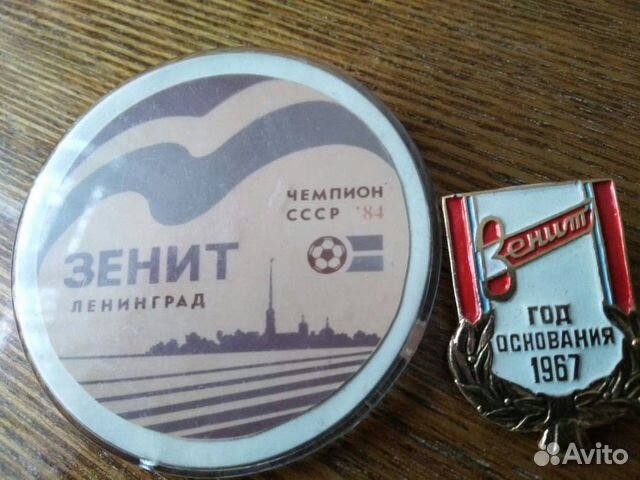 ЧЕМПИОН
СССР '84
ЗЕНИТ
ЛЕНИНГРАД
Зенит
ГОД
ОСНОВАНИЯ
1967
Avito